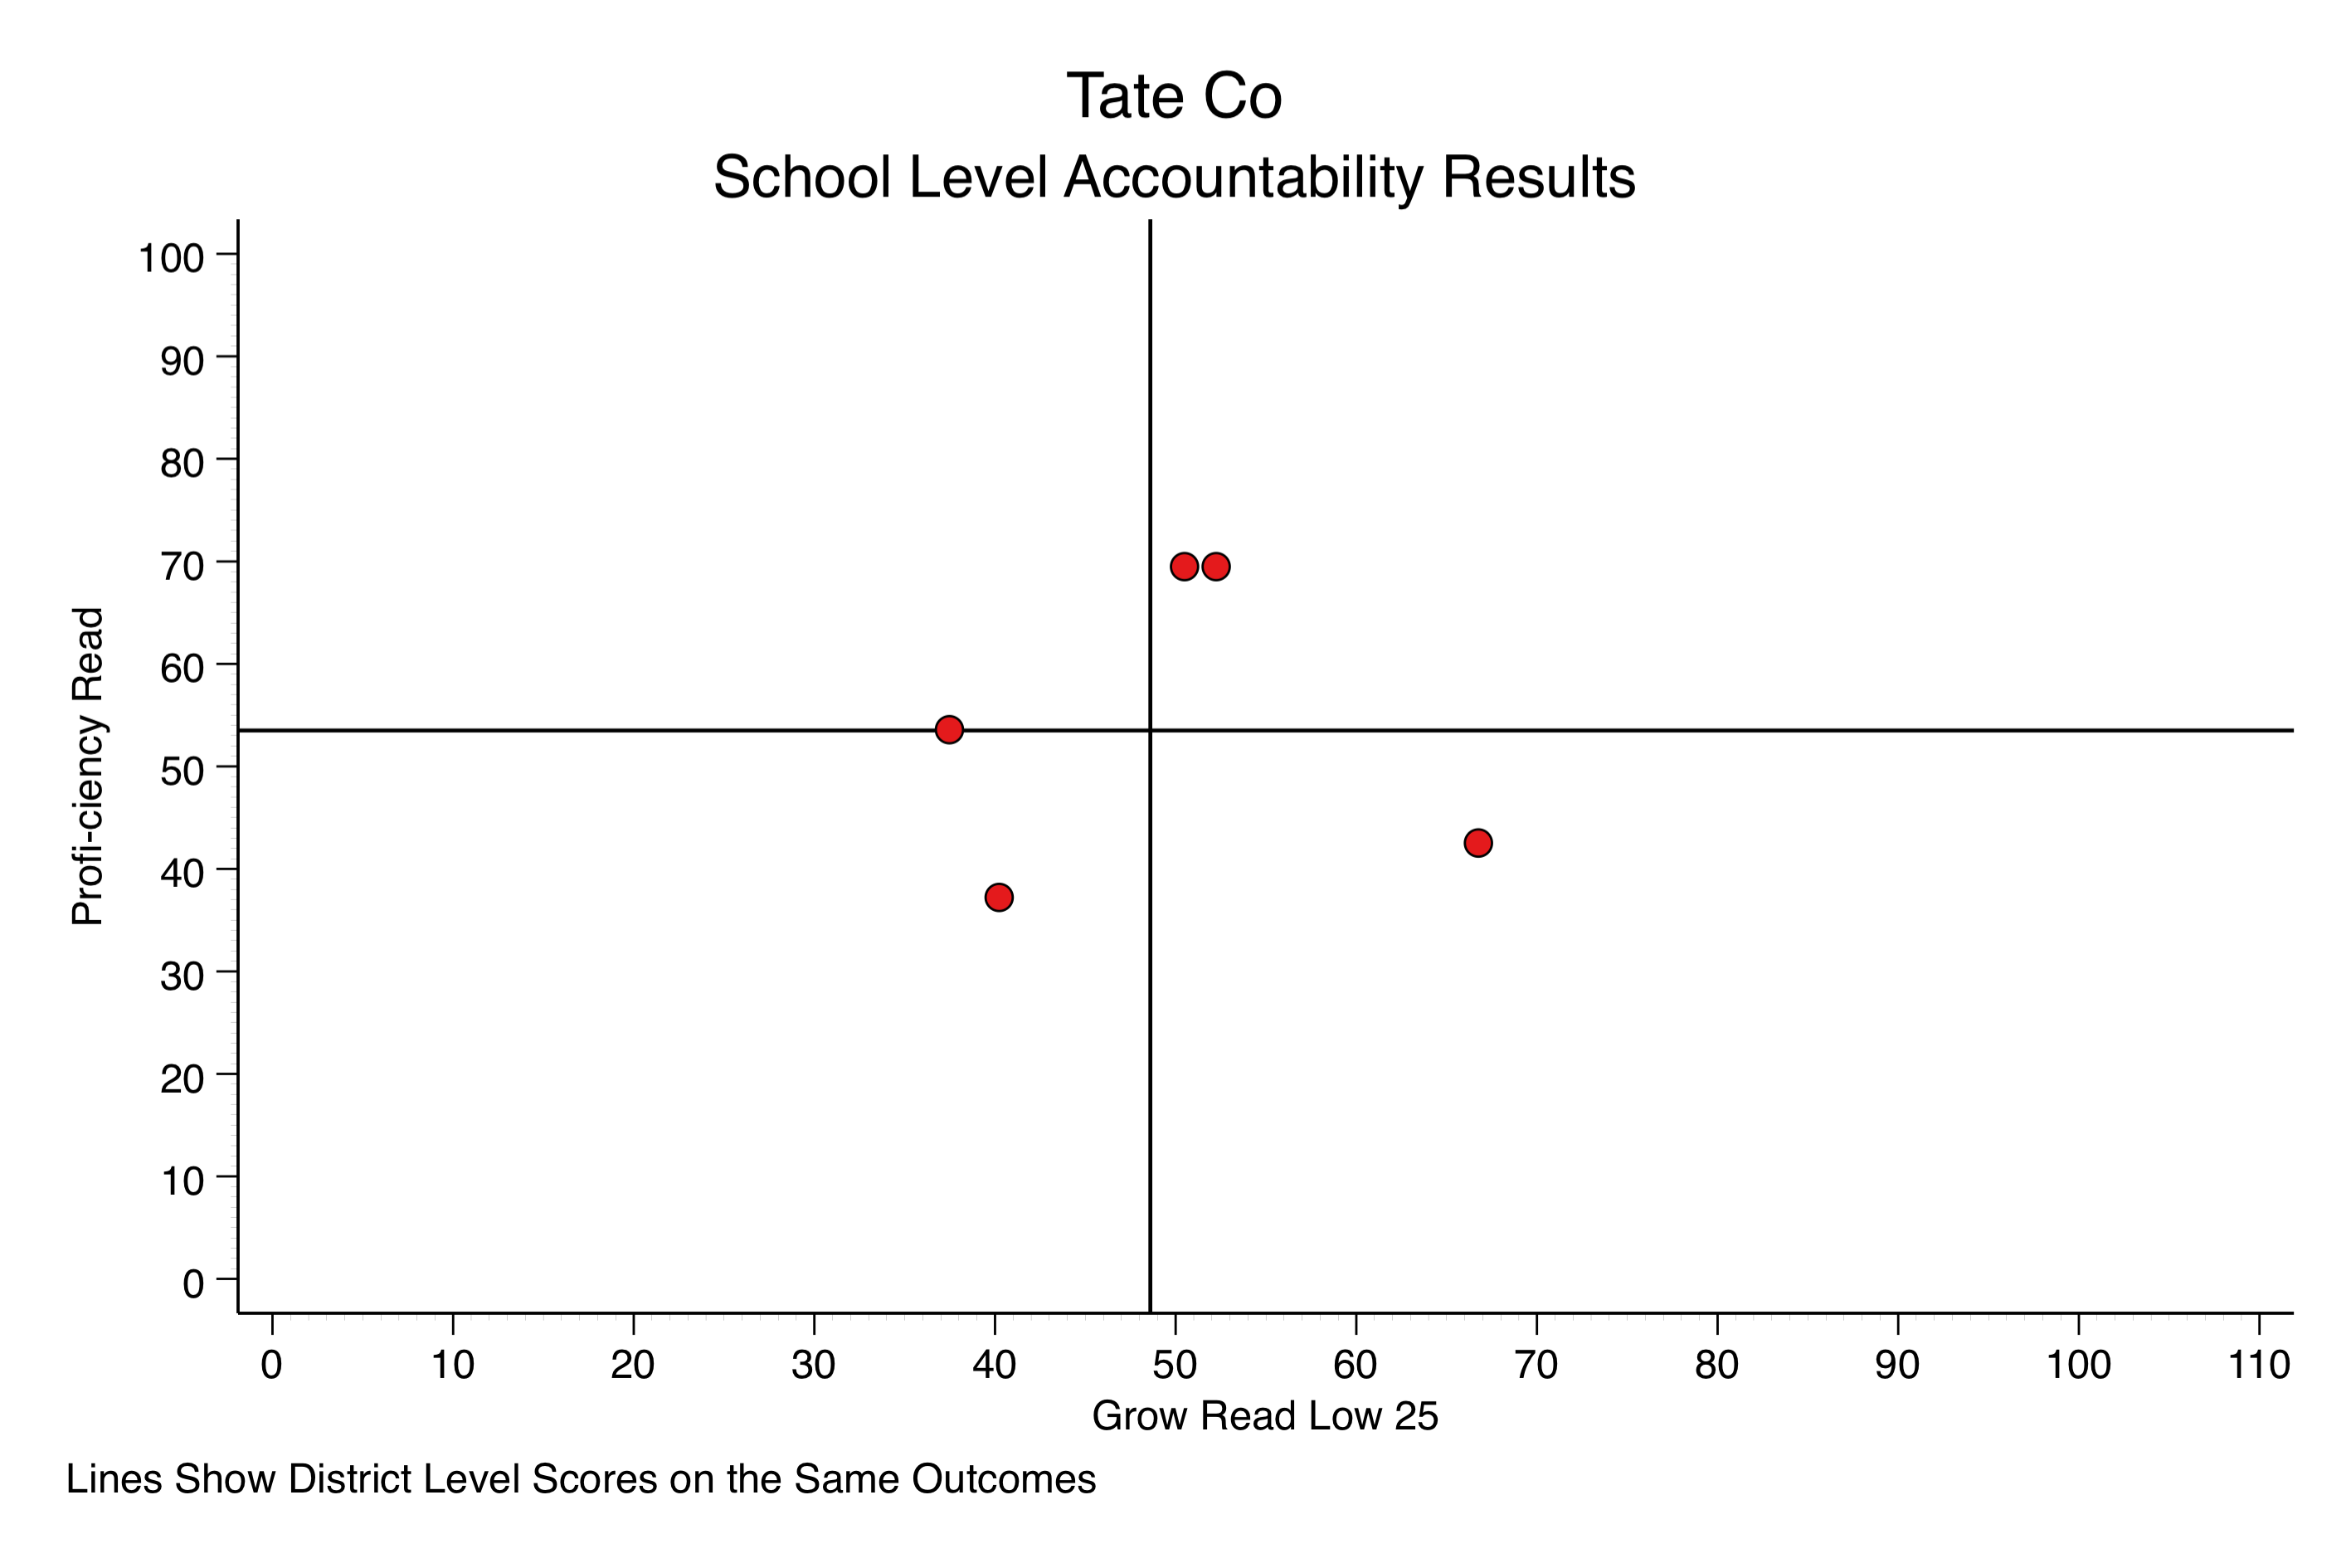 Tate Co
School Level Accountability Results
100
90
80
70
60
50
40
30
20
10
0
Profi-ciency Read
0 10 20 30 40 50 60 70 80 90 100 110
Grow Read Low 25
Lines Show District Level Scores on the Same Outcomes